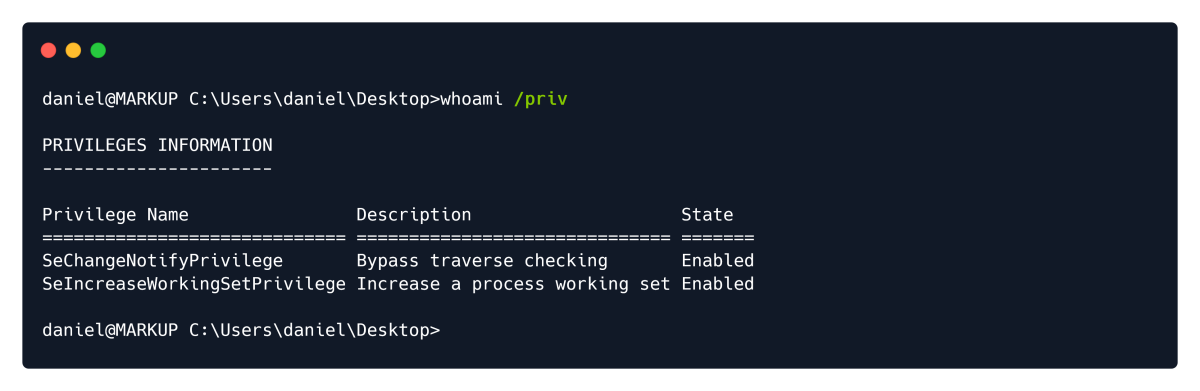 daniel@MARKUP C:\Users\daniel\Desktop>whoami /priv
PRIVILEGES INFORMATION
----------------------
Privilege Name                Description                    State
============================= ============================== =======
SeChangeNotifyPrivilege       Bypass traverse checking       Enabled
SeIncreaseWorkingSetPrivilege Increase a process working set Enabled
daniel@MARKUP C:\Users\daniel\Desktop>